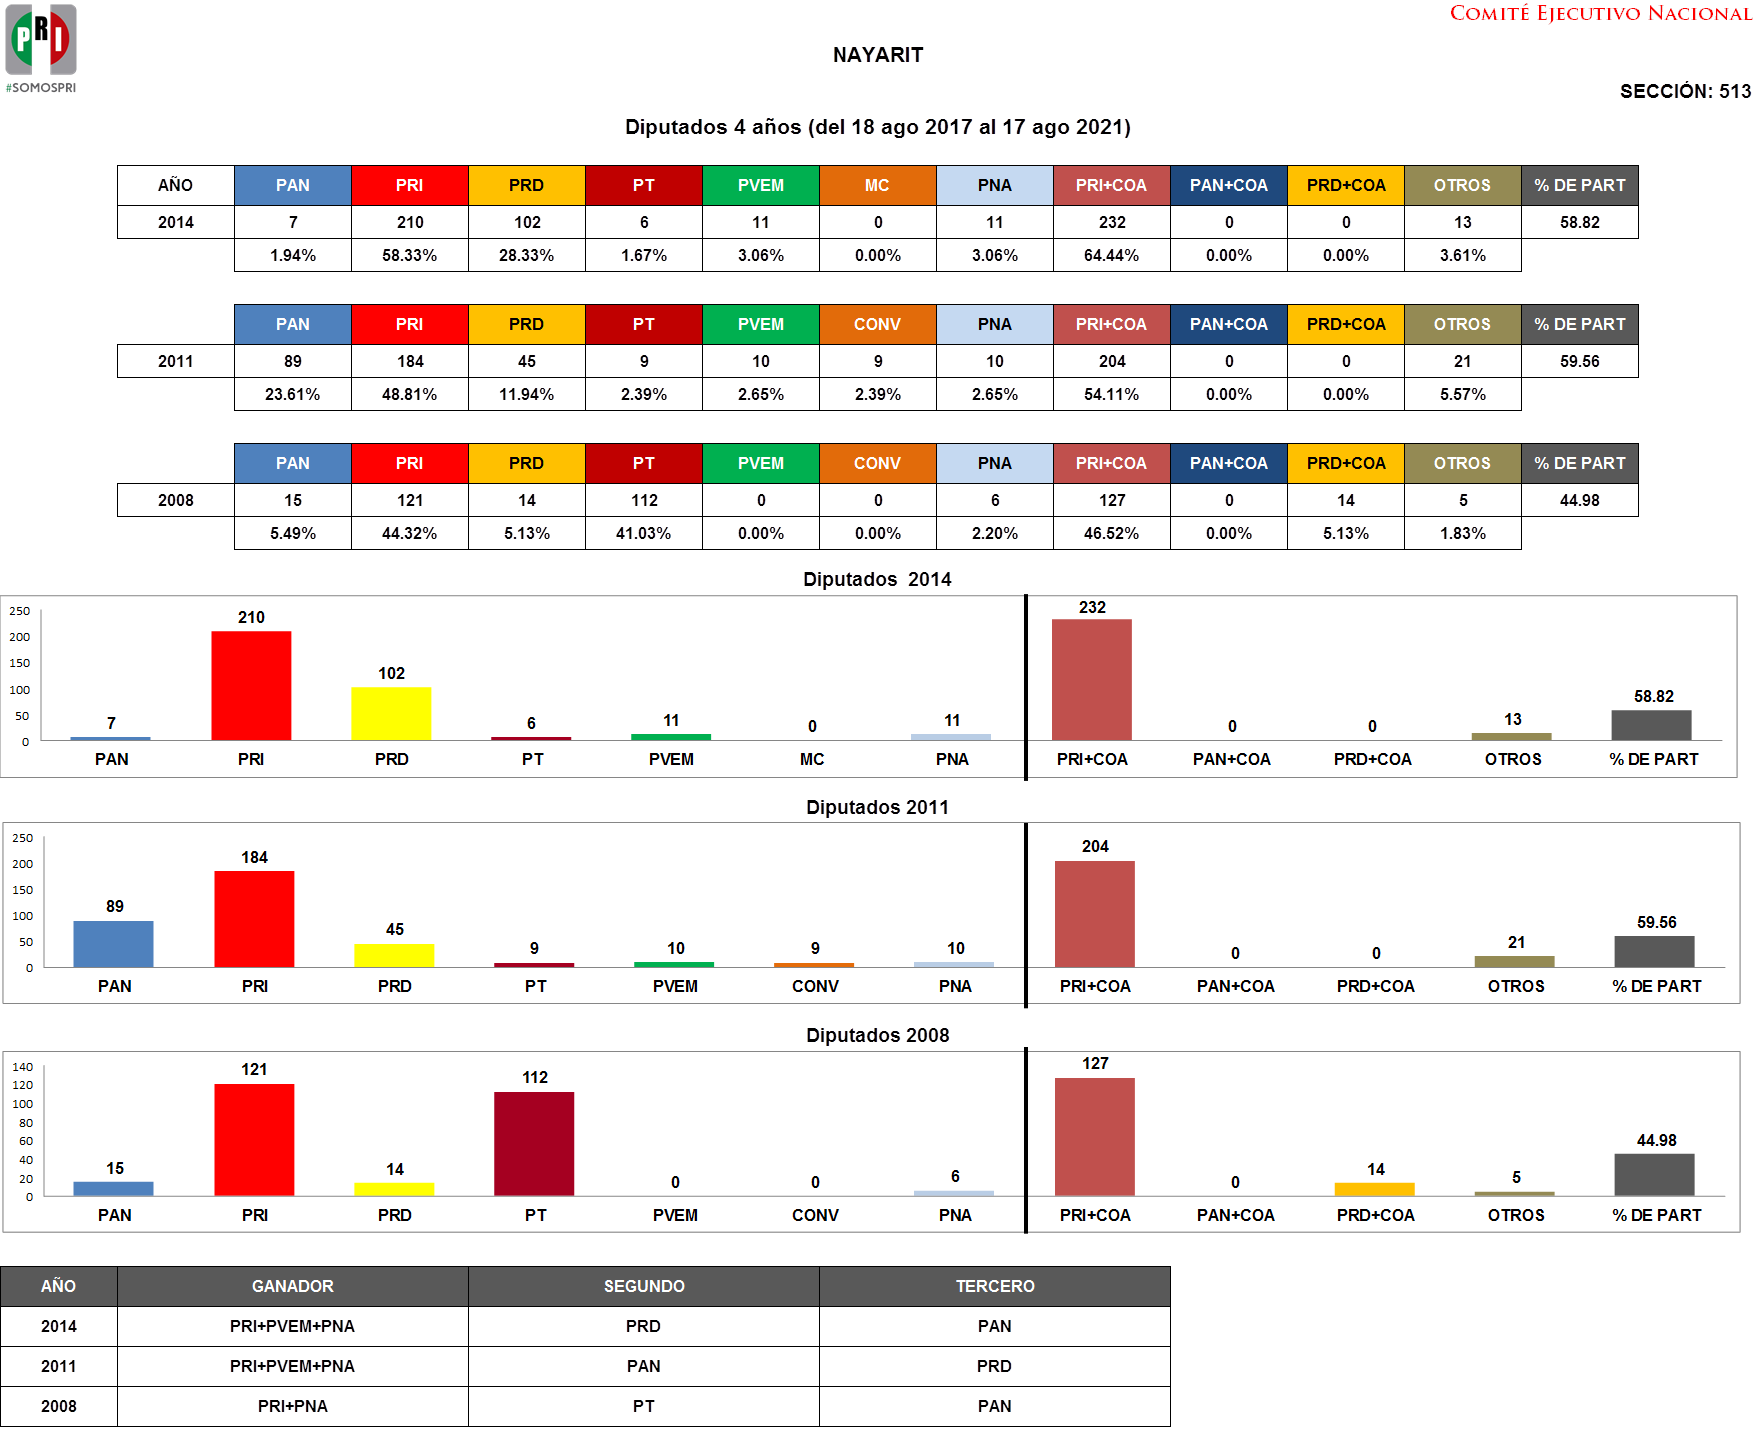 PRI
#SOMOSPRI
COMITÉ EJECUTIVO NACIONAL
NAYARIT
SECCIÓN: 513
Diputados 4 años (del 18 ago 2017 al 17 ago 2021)
AÑO PAN PRI PRD PT PVEM MC PNA PRI+COA PAN+COA PRD+COA OTROS % DE PART
2014 7 210 102 6 11 0 11 232 0 0 13 58.82
1.94% 58.33% 28.33% 1.67% 3.06% 0.00% 3.06% 64.44% 0.00% 0.00% 3.61%
PAN PRI PRD PT PVEM CONV PNA PRI+COA PAN+COA PRD+COA OTROS % DE PART
2011 89 184 45 9 10 9 10 204 0 0 21 59.56
23.61% 48.81% 11.94% 2.39% 2.65% 2.39% 2.65% 54.11% 0.00% 0.00% 5.57%
PAN PRI PRD PT PVEM CONV PNA PRI+COA PAN+COA PRD+COA OTROS % DE PART
2008 15 121 14 112 0 0 6 127 0 14 5 44.98
5.49% 44.32% 5.13% 41.03% 0.00% 0.00% 2.20% 46.52% 0.00% 5.13% 1.83%
Diputados 2014
250
200
150
100
50
0
7 210 102 6 11 0 11 232 0 0 13 58.82
PAN PRI PRD PT PVEM MC PNA PRI+COA PAN+COA PRD+COA OTROS % DE PART
Diputados 2011
250
200
150
100
50
0
89 184 45 9 10 9 10 204 0 0 21 59.56
PAN PRI PRD PT PVEM CONV PNA PRI+COA PAN+COA PRD+COA OTROS % DE PART
Diputados 2008
140
120
100
80
60
40
20
0
15 121 14 112 0 0 6 127 0 14 5 44.98
PAN PRI PRD PT PVEM CONV PNA PRI+COA PAN+COA PRD+COA OTROS % DE PART
AÑO GANADOR SEGUNDO TERCERO
2014 PRI+PVEM+PNA PRD PAN
2011 PRI+PVEM+PNA PAN PRD
2008 PRI+PNA PT PAN